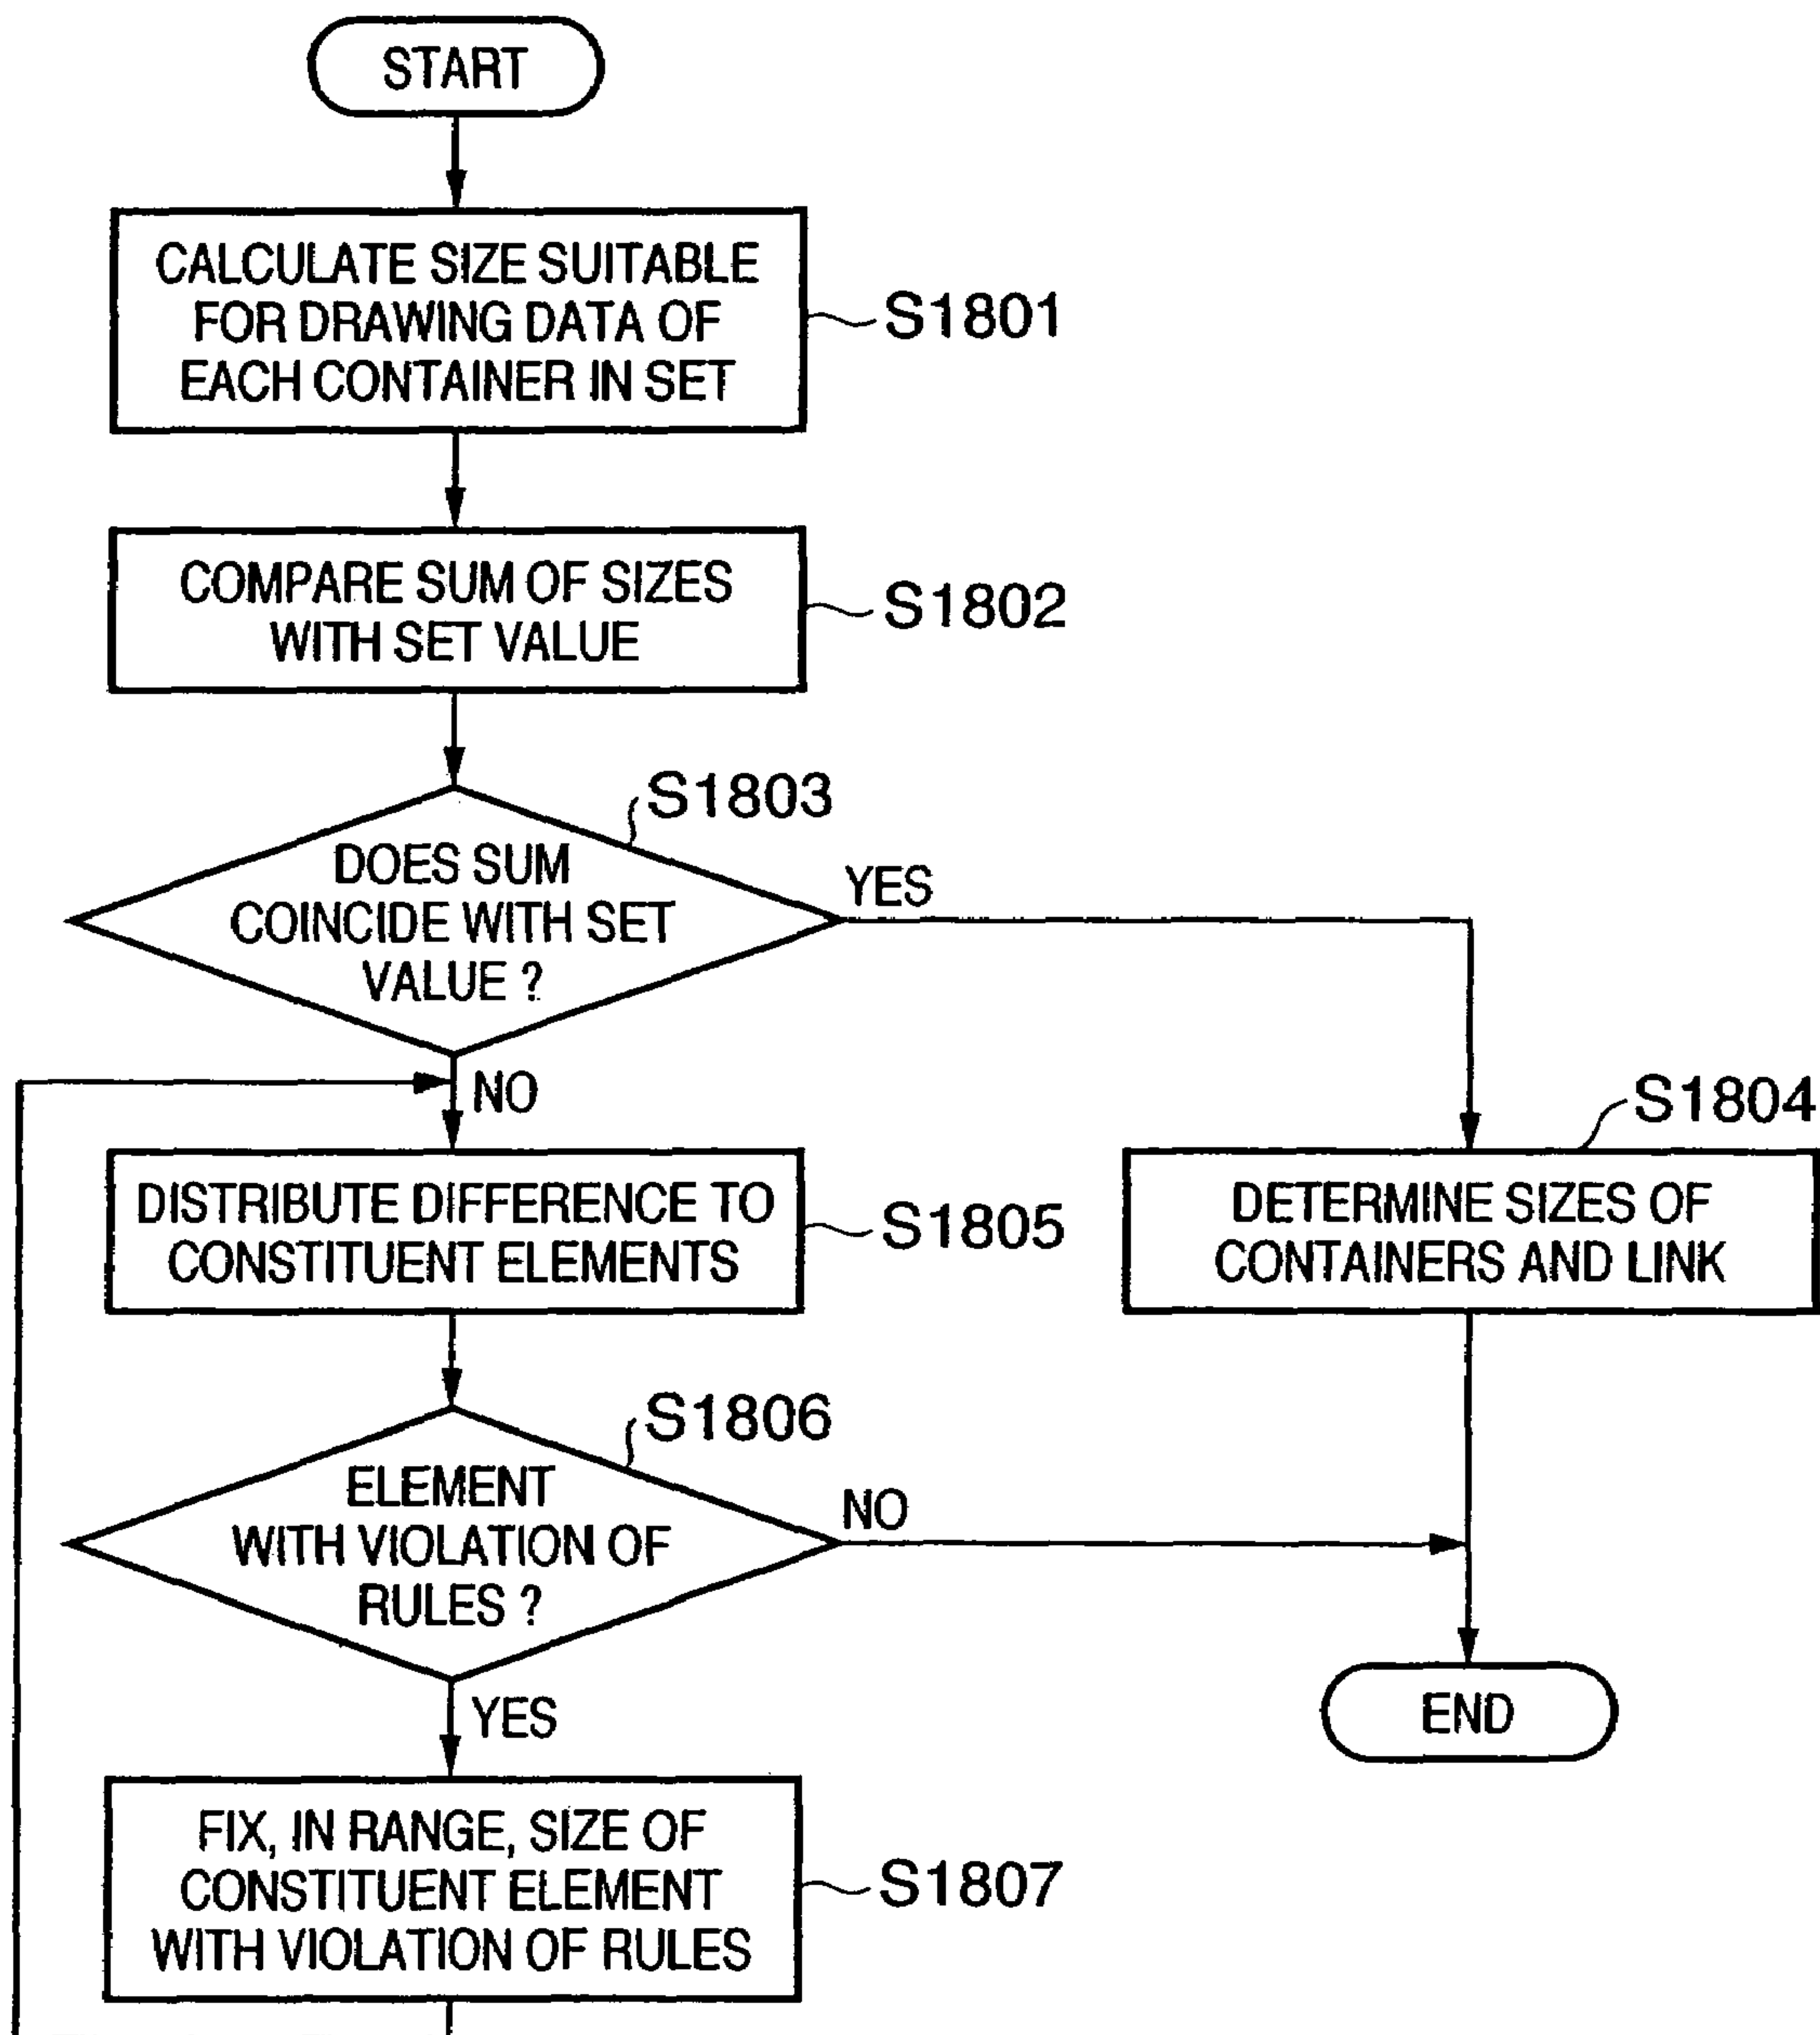 START
CALCULATE SIZE SUITABLE
FOR DRAWING DATA OF
EACH CONTAINER IN SET
S1801
COMPARE SUM OF SIZES
WITH SET VALUE
S1802
S1803
DOES SUM
COINCIDE WITH SET
VALUE ?
YES
NO
S1804
DISTRIBUTE DIFFERENCE TO
CONSTITUENT ELEMENTS
S1805
DETERMINE SIZES OF
CONTAINERS AND LINK
S1806
ELEMENT
WITH VIOLATION OF
RULES ?
NO
YES
END
FIX, IN RANGE, SIZE OF
CONSTITUENT ELEMENT
WITH VIOLATION OF RULES
S1807